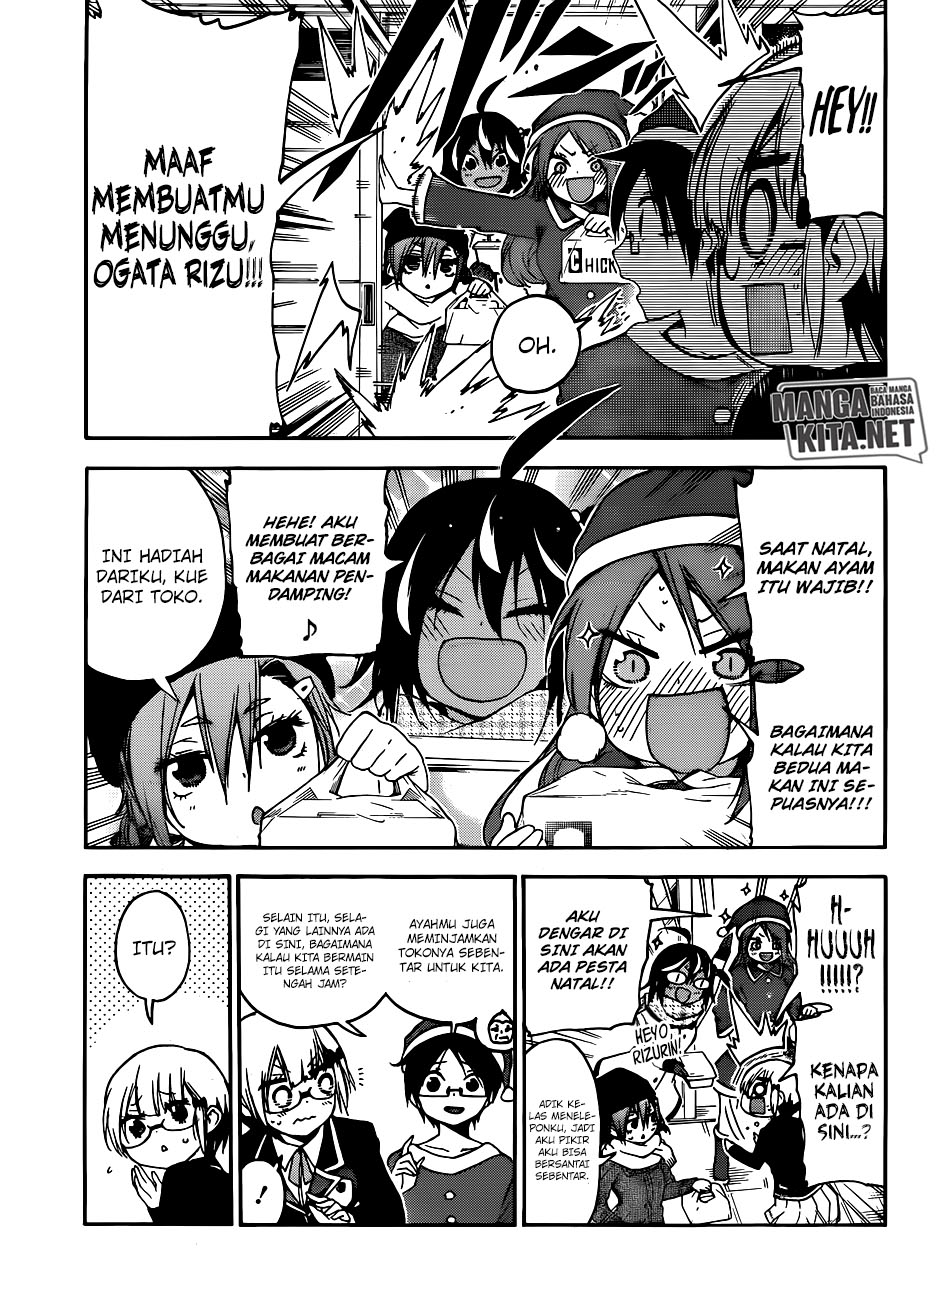 HEY!!
MAAF
MEMBUATMU
MENUNGGU,
OGATA RIZU!!!
CHICK
OH.
MANGA
KITA.NET
BACA MANGA
BAHASA
INDONESIA
SAAT NATAL,
MAKAN AYAM
ITU WAJIB!!
BAGAIMANA
KALAU KITA
BEDUA MA-
KAN INI SE-
PUASNYA!!!
HEHE! AKU
MEMBUAT BER-
BAGAI MACAM
MAKANAN PEN-
DAMPING!
INI HADIAH
DARIKU, KUE
DARI TOKO.
H-
HUUUH
!!!!!?
KENAPA
KALIAN
ADA DI
SINI...?
AKU
DENGAR DI
SINI AKAN
ADA PESTA
NATAL!!
HEYO,
RIZURIN!
ADIK KE-
LAS MENELE-
PONKU, JADI
AKU PIKIR
AKU BISA
BERSANTAI
SEBENTAR.
AYAHMU JUGA
MEMINJAMKAN
TOKONYA SEBEN-
TAR UNTUK KITA.
SELAIN ITU, SELA-
GI YANG LAINNYA ADA
DI SINI, BAGAIMANA
KALAU KITA BERMAIN
ITU SELAMA SETE-
NGAH JAM?
!
ITU?